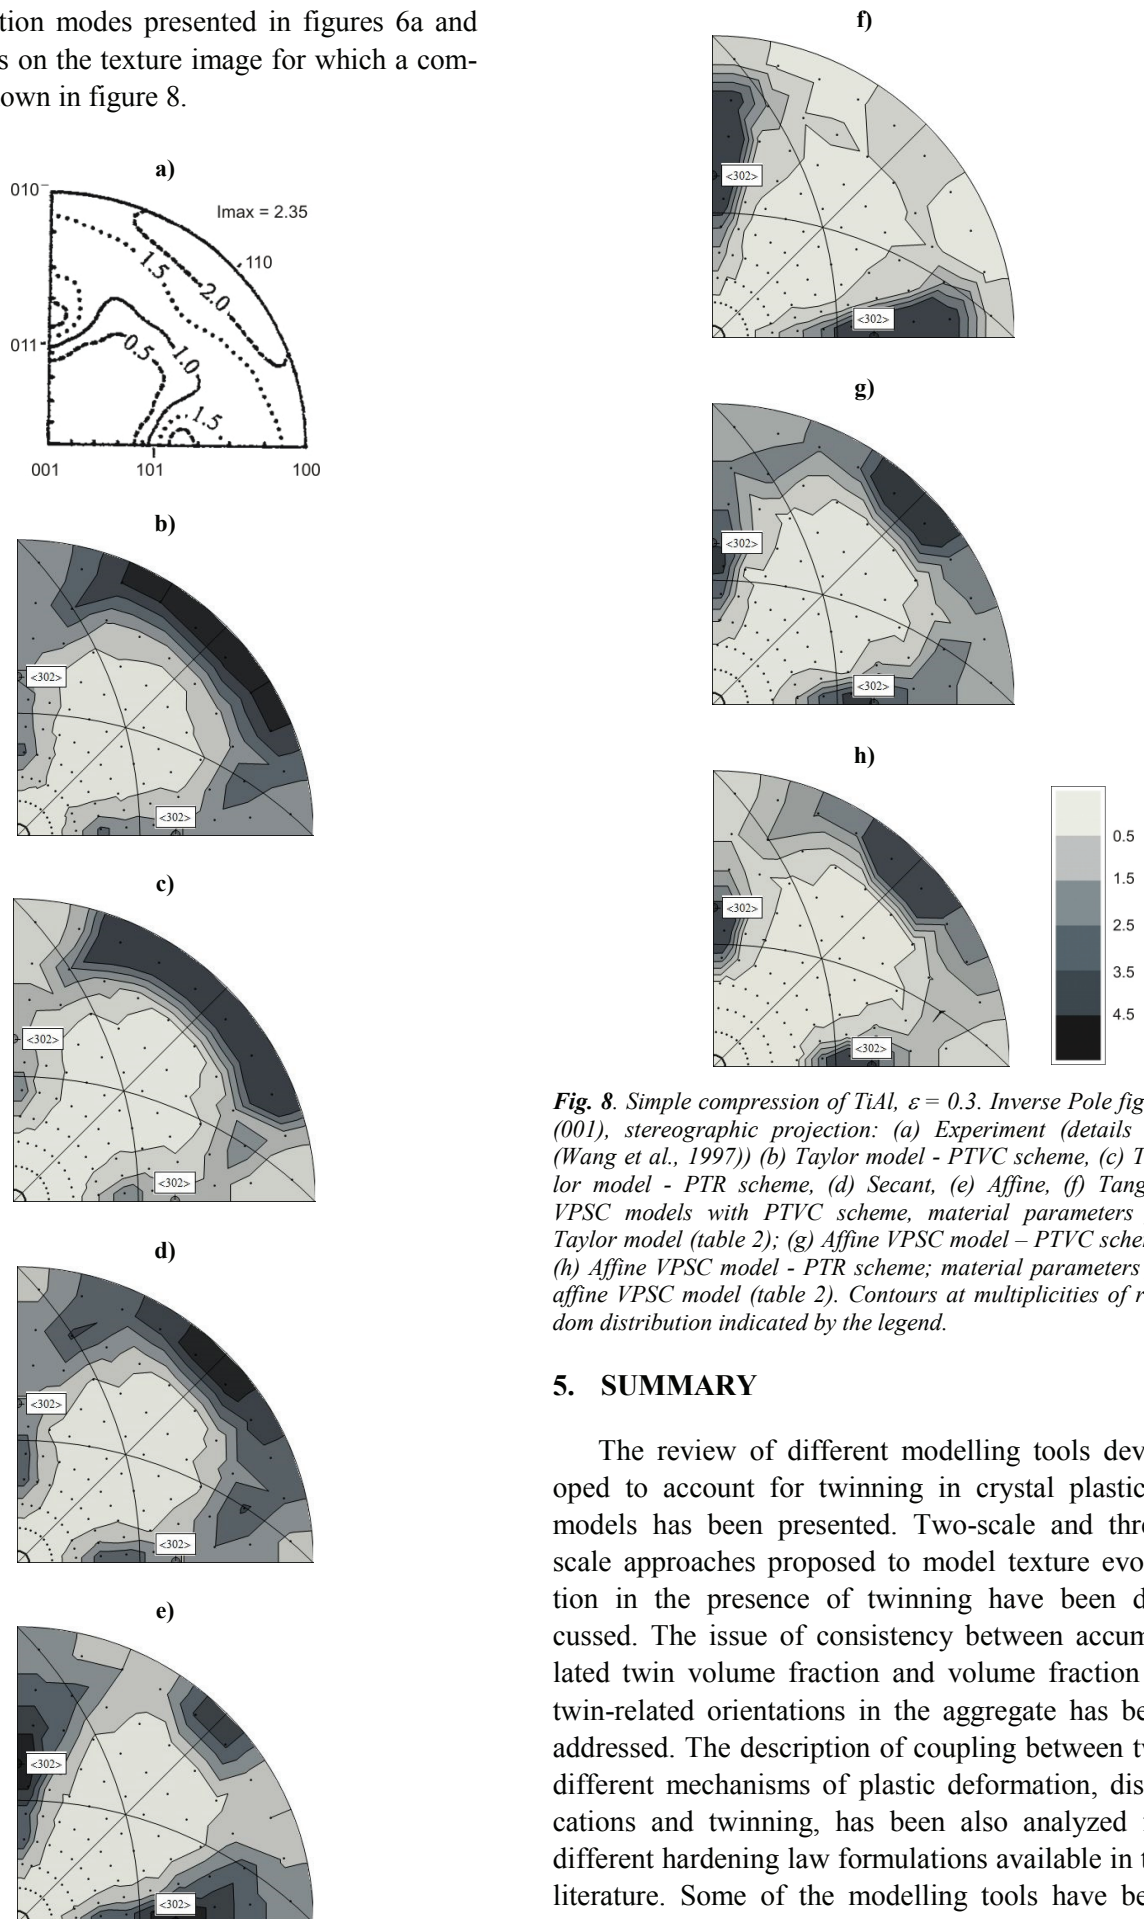 tion modes presented in figures 6a and
s on the texture image for which a com-
own in figure 8.
a)
010
Imax = 2.35
110
1.5
2.0
011
0.5
1.0
1.5
001
101
100
b)
<302>
<302>
c)
<302>
<302>
d)
<302>
<302>
e)
<302>
<302>
f)
<302>
<302>
g)
<302>
<302>
h)
<302>
<302>
0.5
1.5
2.5
3.5
4.5
Fig. 8. Simple compression of TiAl, ε = 0.3. Inverse Pole fig
(001), stereographic projection: (a) Experiment (details
(Wang et al., 1997)) (b) Taylor model - PTVC scheme, (c) T
lor model - PTR scheme, (d) Secant, (e) Affine, (f) Tang
VPSC models with PTVC scheme, material parameters
Taylor model (table 2); (g) Affine VPSC model – PTVC schem
(h) Affine VPSC model - PTR scheme; material parameters
affine VPSC model (table 2). Contours at multiplicities of r
dom distribution indicated by the legend.
5. SUMMARY
The review of different modelling tools dev
oped to account for twinning in crystal plastic
models has been presented. Two-scale and thr
scale approaches proposed to model texture evo
tion in the presence of twinning have been d
cussed. The issue of consistency between accum
lated twin volume fraction and volume fraction
twin-related orientations in the aggregate has be
addressed. The description of coupling between tw
different mechanisms of plastic deformation, dis
cations and twinning, has been also analyzed
different hardening law formulations available in t
literature. Some of the modelling tools have be